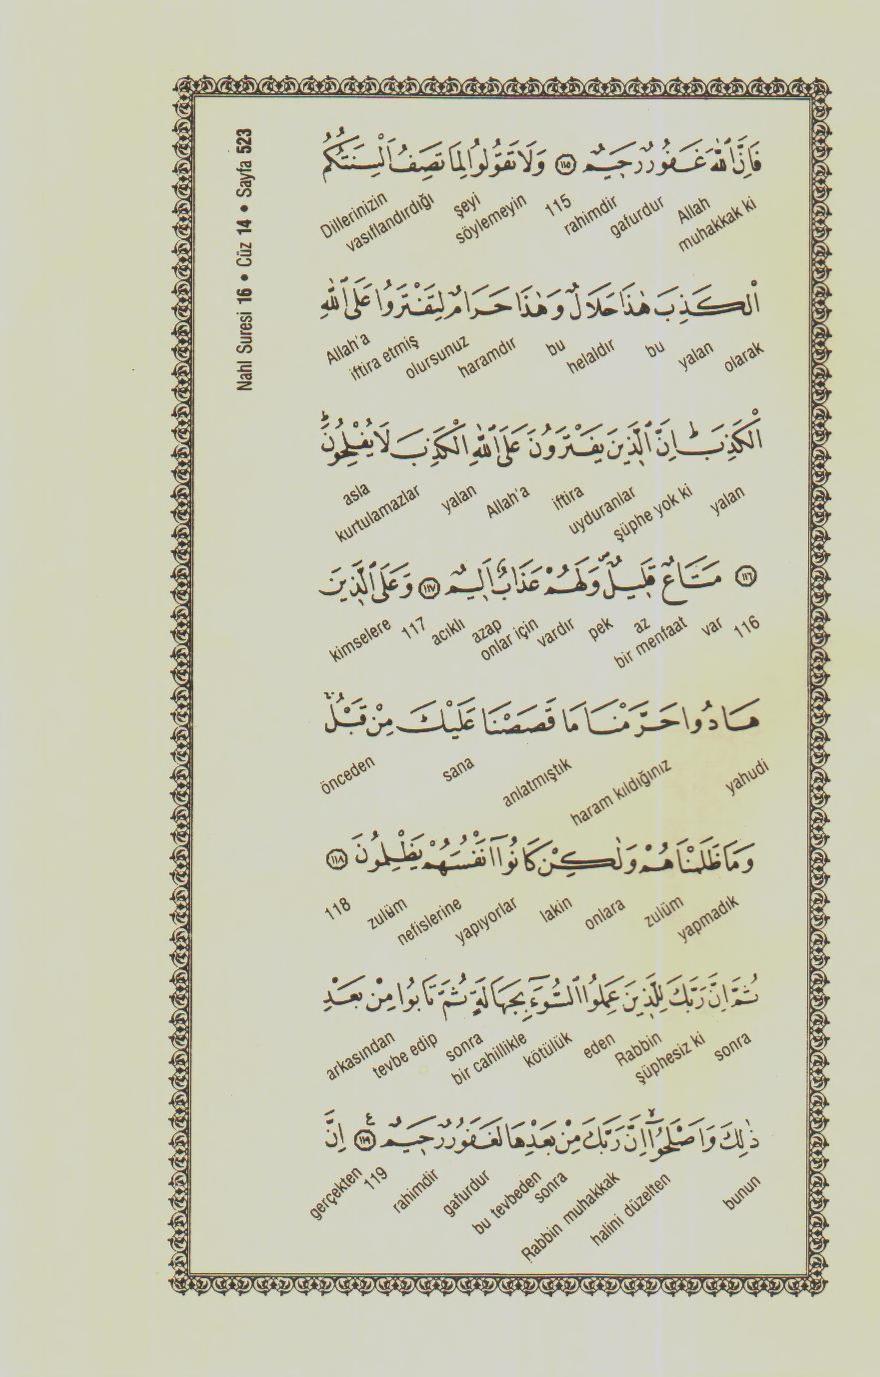 Nahl Suresi 16 • Cüz 14 • Sayfa 523
فَاِنَّ اللّٰهَ غَفُورٌ رَحِيمٌ ﴿١١٥﴾ وَلَا تَقُولُوا لِمَا تَصِفُ اَلْسِنَتُكُمُ
muhakkak ki Allah gafurdur rahimdir 115 söylemeyin şeyi vasıflandırdığı Dillerinizin
الْكَذِبَ هٰذَا حَلَالٌ وَهٰذَا حَرَامٌ لِتَفْتَرُوا عَلَى اللّٰهِ
olarak yalan bu helaldır bu haramdır olursunuz iftira etmiş Allah'a
الْكَذِبَ اِنَّ الَّذِينَ يَفْتَرُونَ عَلَى اللّٰهِ الْكَذِبَ لَا يُفْلِحُونَ
yalan şüphe yok ki uyduranlar iftira Allah'a yalan kurtulamazlar asla
﴿١١٦﴾ مَتَاعٌ قَلِيلٌ وَلَهُمْ عَذَابٌ اَلِيمٌ ﴿١١٧﴾ وَعَلَى الَّذِينَ
116 var bir menfaat az pek vardır onlar için azap acıklı 117 kimselere
هَادُوا حَرَّمْنَا مَا قَصَصْنَا عَلَيْكَ مِنْ قَبْلُ
yahudi haram kıldığınız anlatmıştık sana önceden
وَمَا ظَلَمْنَاهُمْ وَلٰكِنْ كَانُوا اَنْفُسَهُمْ يَظْلِمُونَ ﴿١١٨﴾
yapmadık zulüm onlara lakin yapıyorlar nefislerine zulüm 118
ثُمَّ اِنَّ رَبَّكَ لِلَّذِينَ عَمِلُوا السُّوٓءَ بِجَهَالَةٍ ثُمَّ تَابُوا مِنْ بَعْدِ
sonra şüphesiz ki Rabbin eden kötülük bir cahillikle sonra tevbe edip arkasından
ذٰلِكَ وَاَصْلَحُوٓا اِنَّ رَبَّكَ مِنْ بَعْدِهَا لَغَفُورٌ رَحِيمٌ ﴿١١٩﴾ اِنَّ
bunun halini düzelten Rabbin muhakkak sonra bu tevbeden gafurdur rahimdir 119 gerçekten